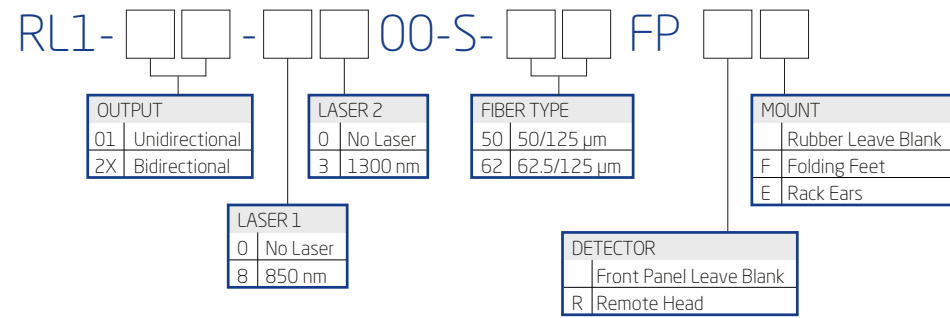 RL1- - 00-S- FP
OUTPUT
01 Unidirectional
2X Bidirectional
LASER 1
0 No Laser
8 850 nm
LASER 2
0 No Laser
3 1300 nm
FIBER TYPE
50 50/125 µm
62 62.5/125 µm
DETECTOR
Front Panel Leave Blank
R Remote Head
MOUNT
Rubber Leave Blank
F Folding Feet
E Rack Ears